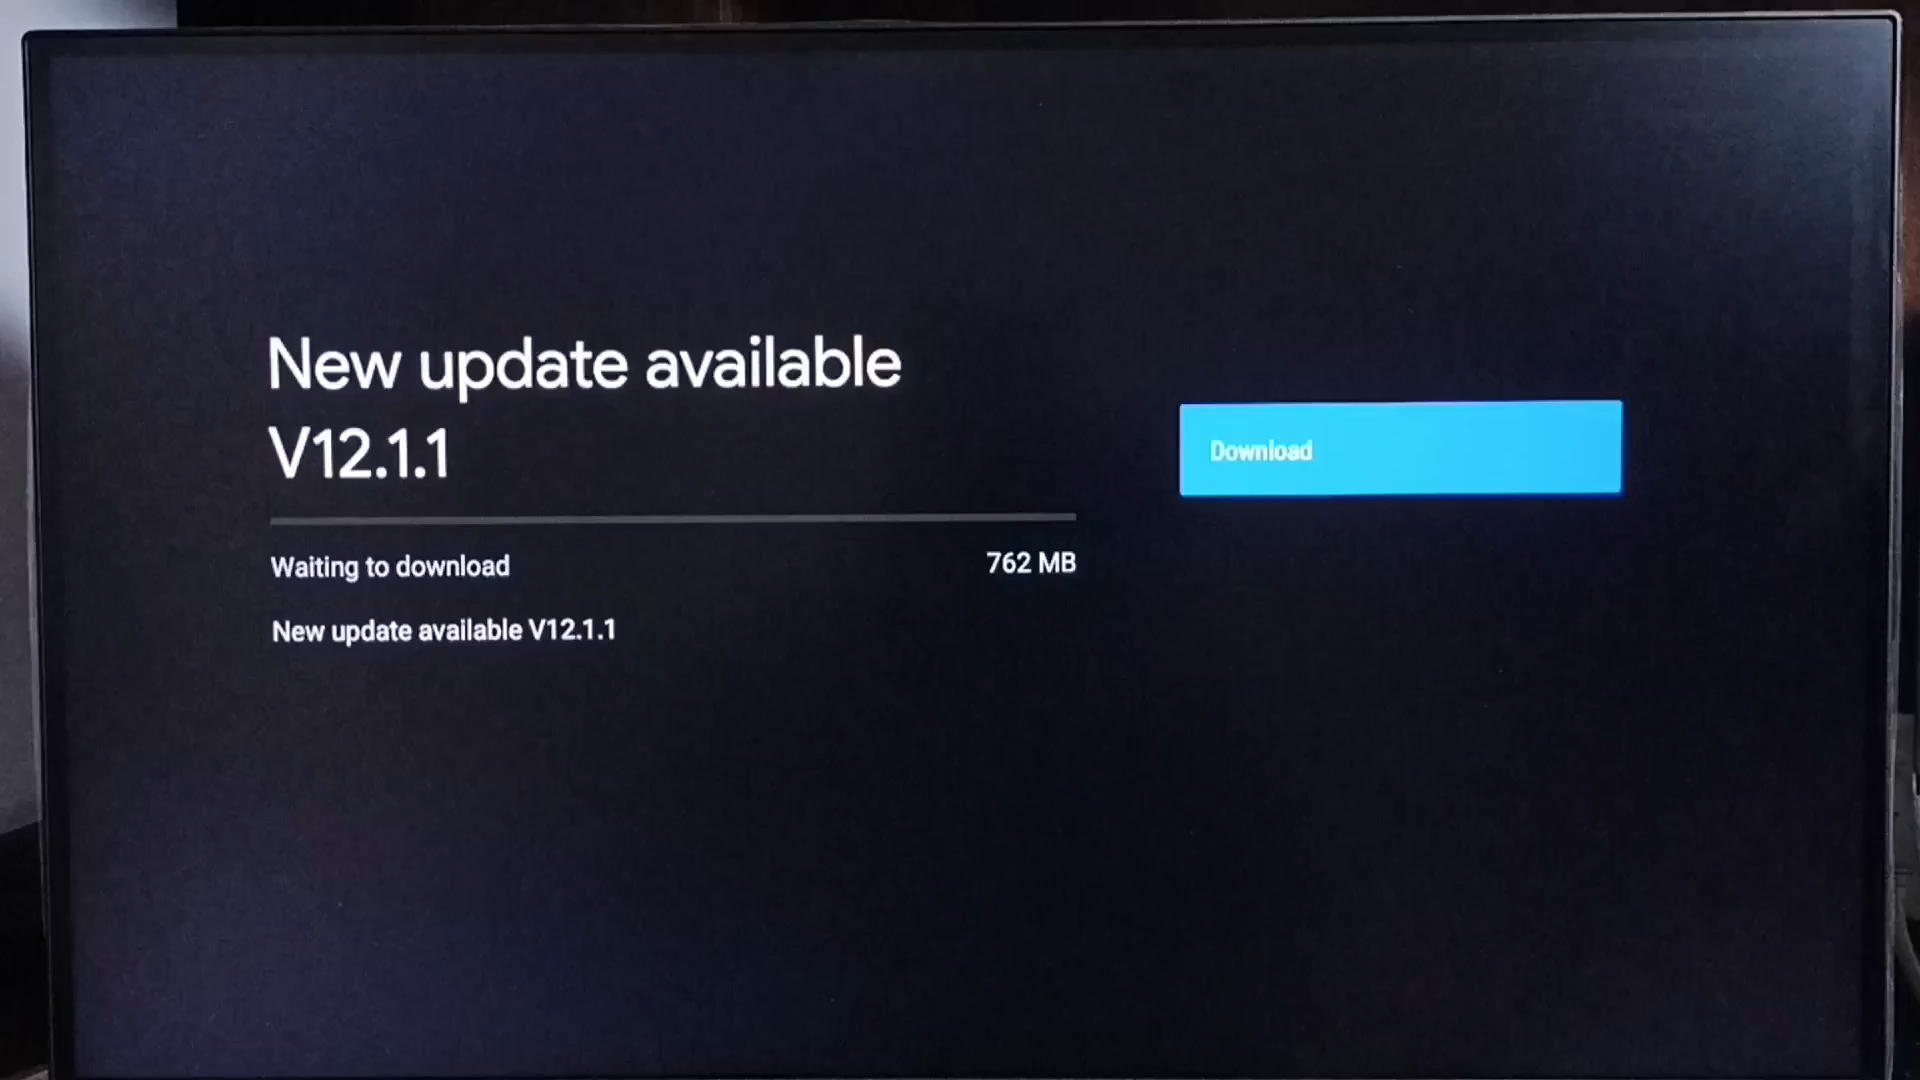 New update available
V12.1.1
Download
Waiting to download 762 MB
New update available V12.1.1